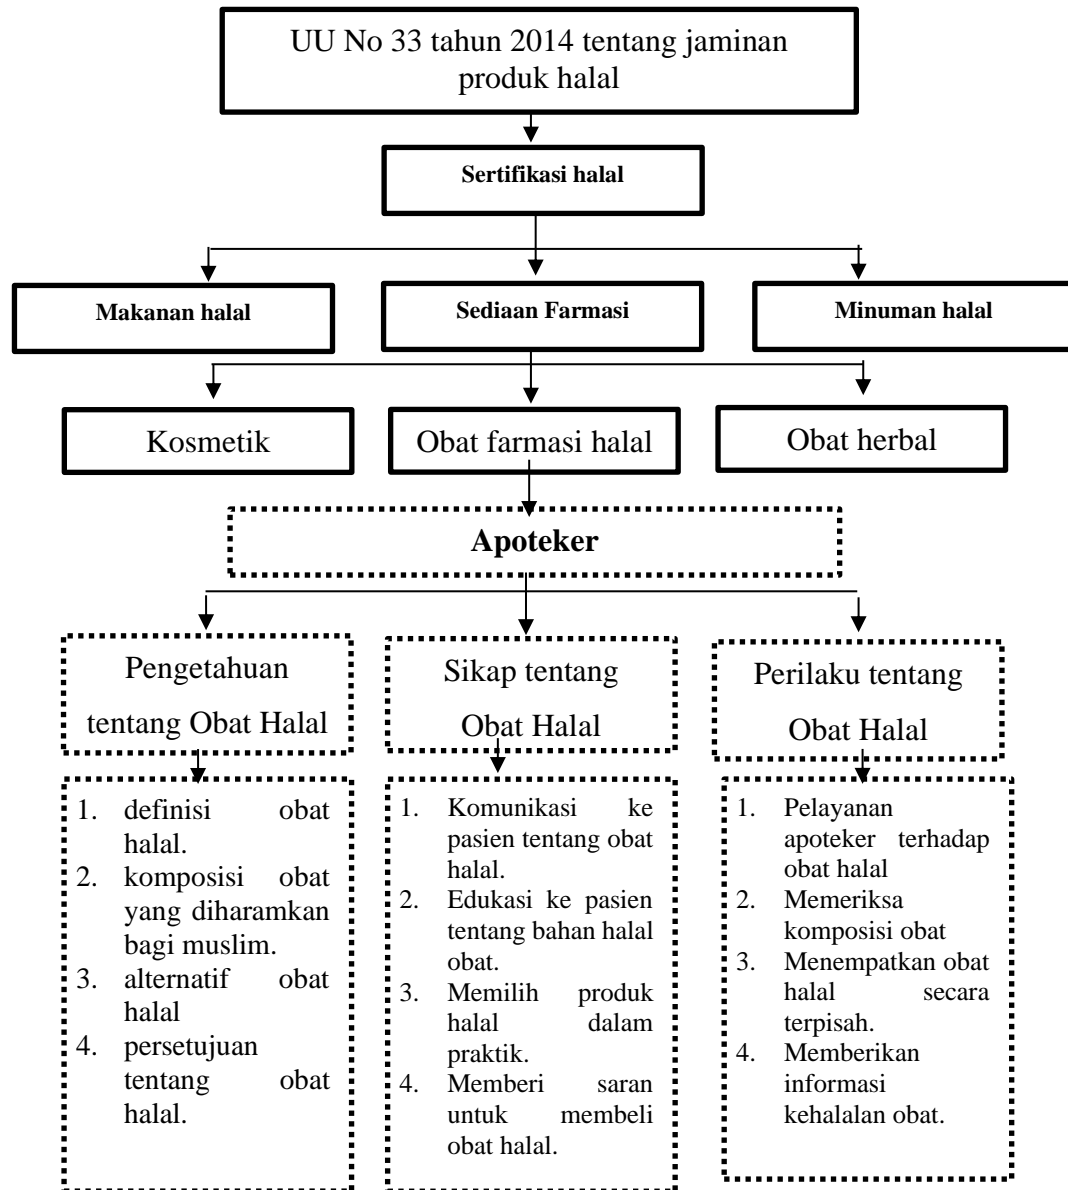 UU No 33 tahun 2014 tentang jaminan
produk halal
Sertifikasi halal
Makanan halal
Sediaan Farmasi
Minuman halal
Kosmetik
Obat farmasi halal
Obat herbal
Apoteker
Pengetahuan
tentang Obat Halal
Sikap tentang
Obat Halal
Perilaku tentang
Obat Halal
1. definisi obat
halal.
2. komposisi obat
yang diharamkan
bagi muslim.
3. alternatif obat
halal
4. persetujuan
tentang obat
halal.
1. Komunikasi ke
pasien tentang obat
halal.
2. Edukasi ke pasien
tentang bahan halal
obat.
3. Memilih produk
halal dalam
praktik.
4. Memberi saran
untuk membeli
obat halal.
1. Pelayanan
apoteker terhadap
obat halal
2. Memeriksa
komposisi obat
3. Menempatkan obat
halal secara
terpisah.
4. Memberikan
informasi
kehalalan obat.